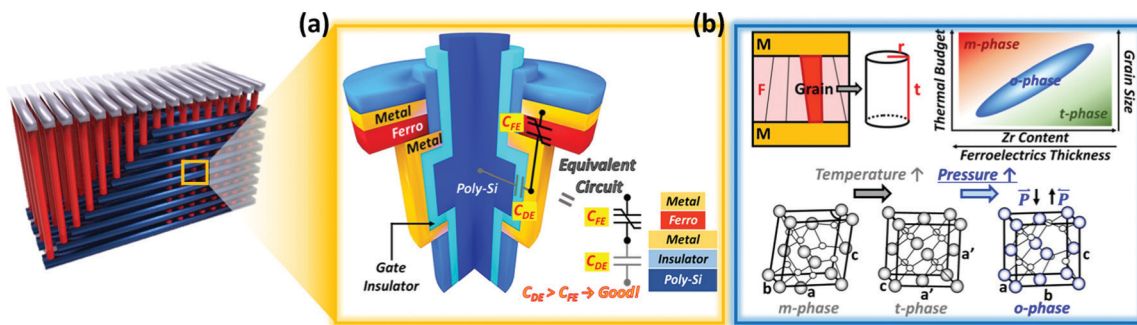 (a)
Metal
Ferro
Metal
C_FE
Poly-Si
C_DE
Gate
Insulator
Equivalent
Circuit
=
C_FE
C_DE
Metal
Ferro
Metal
Insulator
Poly-Si
C_DE > C_FE → Good!
(b)
M
F
Grain
M
r
t
Thermal Budget
m-phase
o-phase
t-phase
Grain Size
Zr Content
Ferroelectrics Thickness
Temperature ↑
Pressure ↑
P⃗ ↓ ↑ P⃗
c
b
a
m-phase
a'
c
a'
t-phase
c
a
b
o-phase